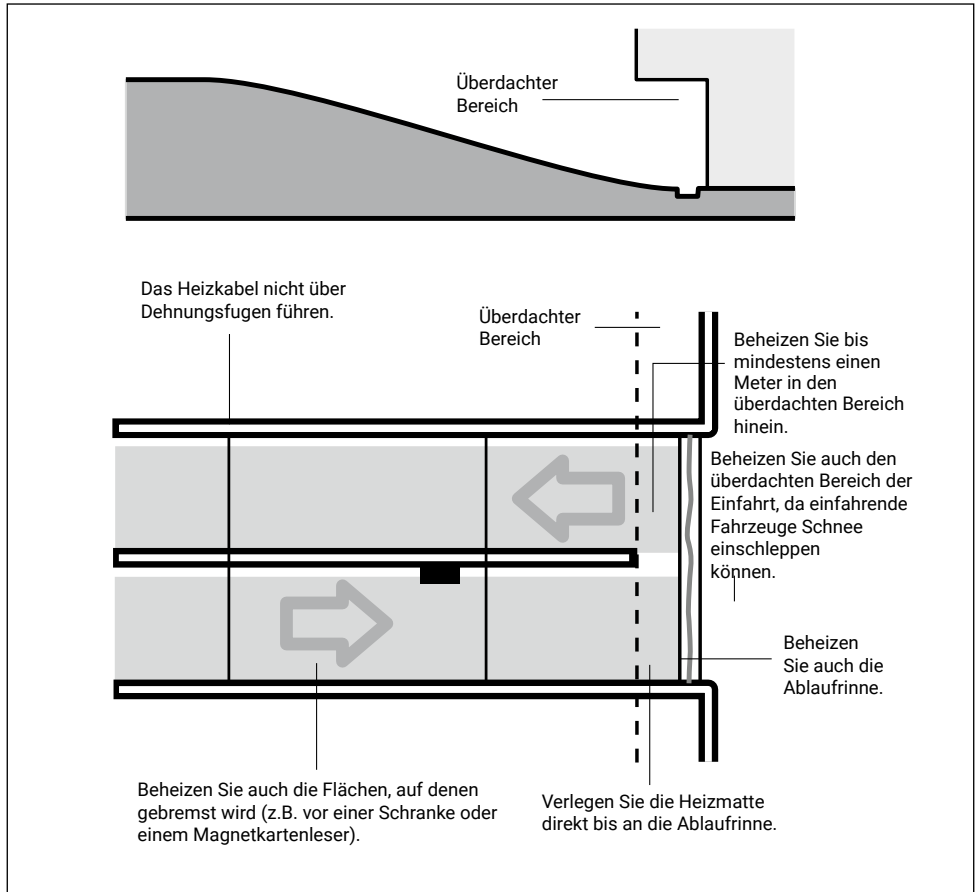 Überdachter
Bereich
Das Heizkabel nicht über
Dehnungsfugen führen.
Überdachter
Bereich
Beheizen Sie bis
mindestens einen
Meter in den
überdachten Bereich
hinein.
Beheizen Sie auch den
überdachten Bereich der
Einfahrt, da einfahrende
Fahrzeuge Schnee
einschleppen
können.
Beheizen
Sie auch die
Ablaufrinne.
Beheizen Sie auch die Flächen, auf denen
gebremst wird (z.B. vor einer Schranke oder
einem Magnetkartenleser).
Verlegen Sie die Heizmatte
direkt bis an die Ablaufrinne.